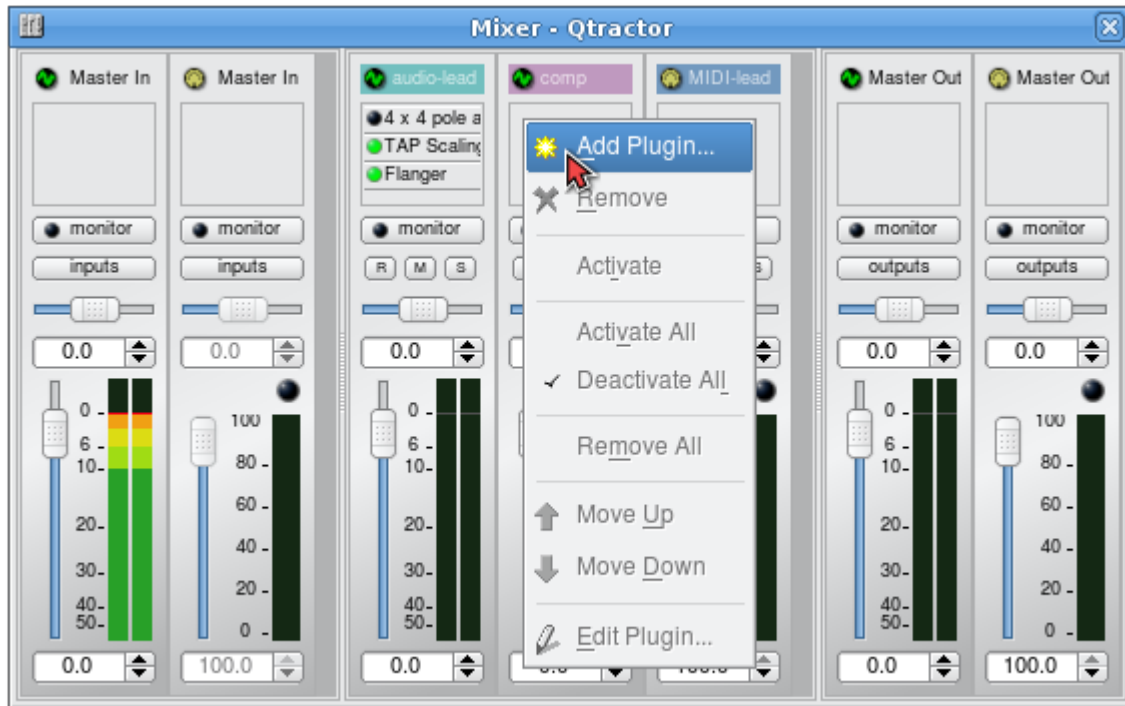 Mixer - Qtractor
Master In
Master In
audio-lead
comp
MIDI-lead
Master Out
Master Out
4 x 4 pole a
TAP Scaling
Flanger
Add Plugin...
Remove
Activate
Activate All
Deactivate All
Remove All
Move Up
Move Down
Edit Plugin...
monitor
monitor
monitor
monitor
monitor
inputs
inputs
R M S
outputs
outputs
0.0
0.0
0.0
0.0
0.0
0
6
10
20
30
40
50
100
80
60
40
20
0
0
6
10
20
30
40
50
0
6
10
20
30
40
50
100
80
60
40
20
0
0.0
100.0
0.0
0.0
100.0